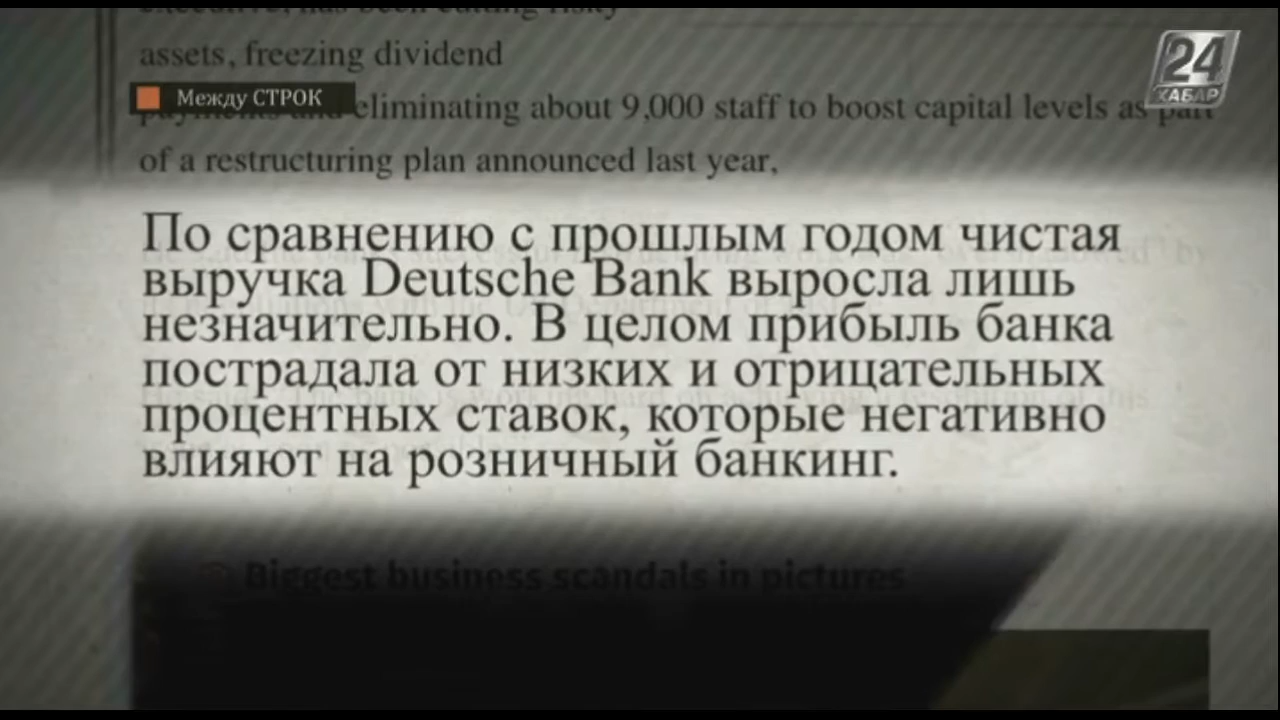 assets, freezing dividend
24
ХАБАР
Между СТРОК
eliminating about 9,000 staff to boost capital levels as part
of a restructuring plan announced last year,
По сравнению с прошлым годом чистая
выручка Deutsche Bank выросла лишь
незначительно. В целом прибыль банка
пострадала от низких и отрицательных
процентных ставок, которые негативно
влияют на розничный банкинг.
Biggest business scandals in pictures